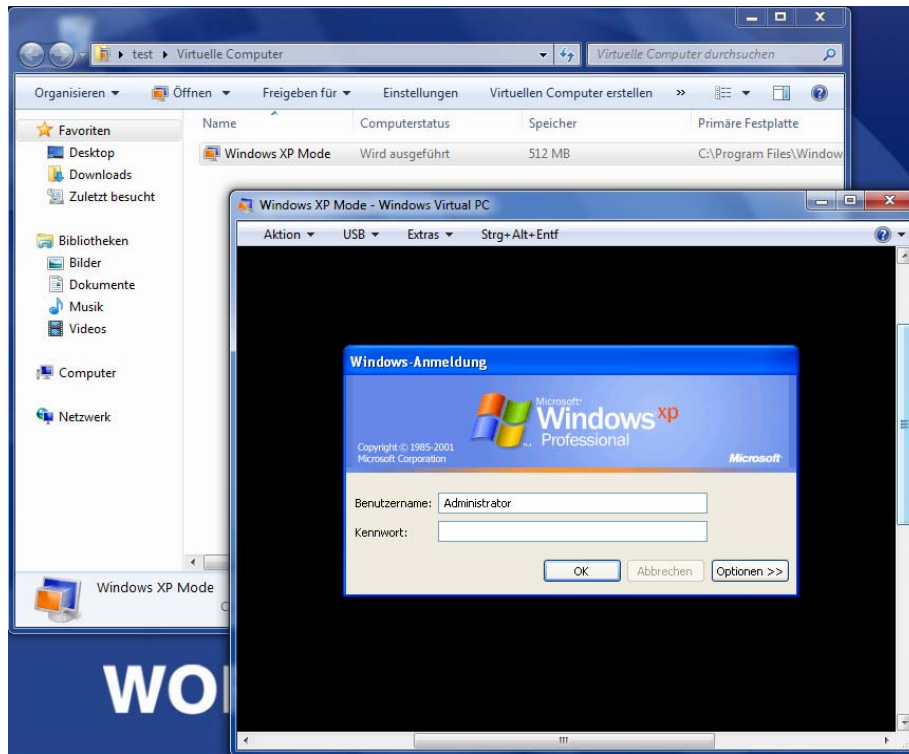 test ▸ Virtuelle Computer
Virtuelle Computer durchsuchen
Organisieren Öffnen Freigeben für Einstellungen Virtuellen Computer erstellen »
Favoriten
Desktop
Downloads
Zuletzt besucht
Bibliotheken
Bilder
Dokumente
Musik
Videos
Computer
Netzwerk
Name Computerstatus Speicher Primäre Festplatte
Windows XP Mode Wird ausgeführt 512 MB C:\Program Files\Window
Windows XP Mode - Windows Virtual PC
Aktion USB Extras Strg+Alt+Entf
Windows-Anmeldung
Microsoft
Windows xp
Professional
Copyright © 1985-2001
Microsoft Corporation
Microsoft
Benutzername: Administrator
Kennwort:
OK Abbrechen Optionen >>
Windows XP Mode